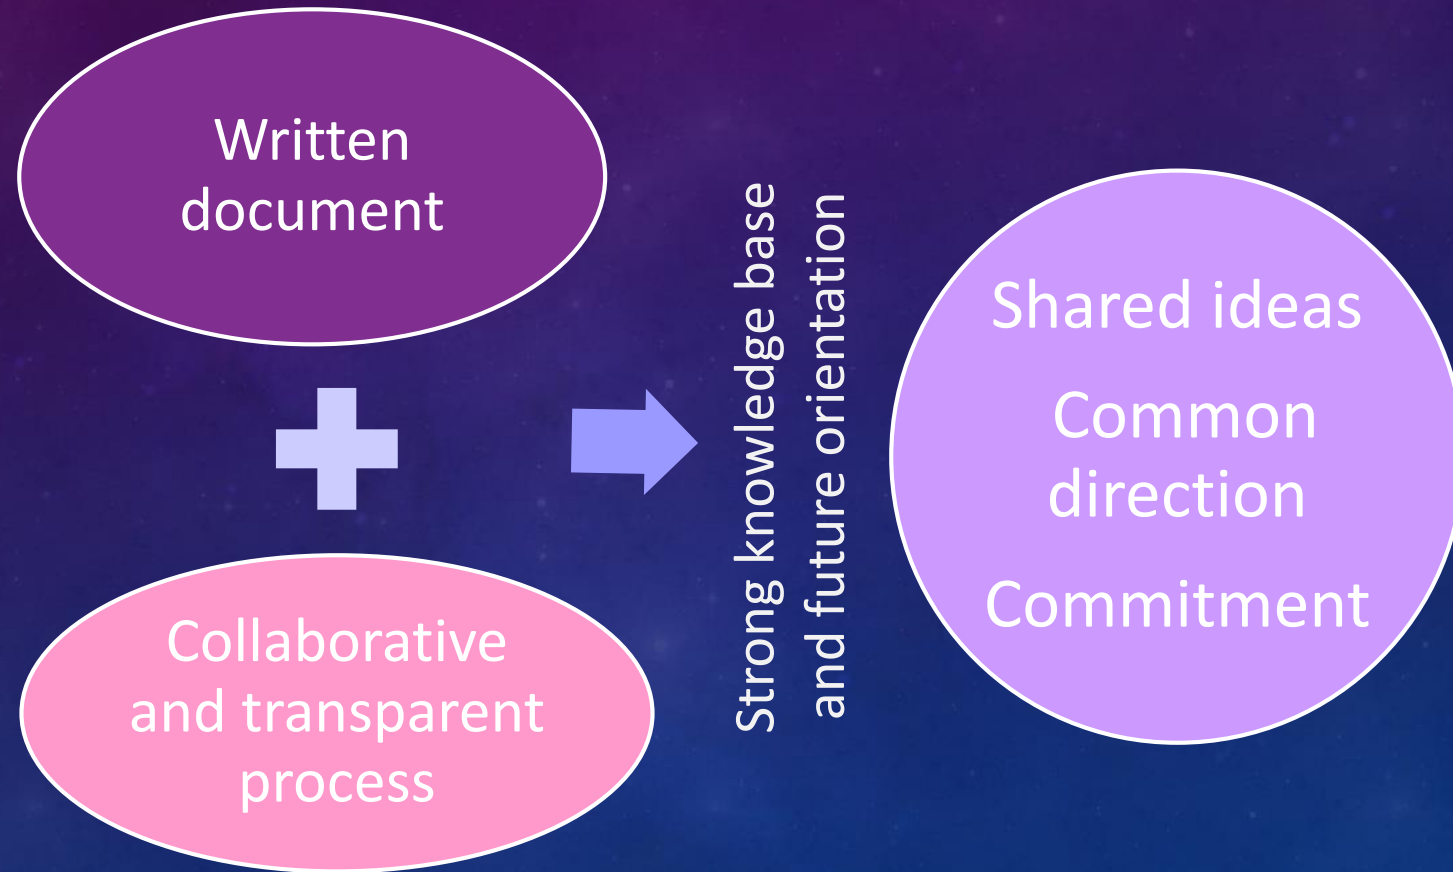 Written
document
Collaborative
and transparent
process
Strong knowledge base
and future orientation
Shared ideas
Common
direction
Commitment